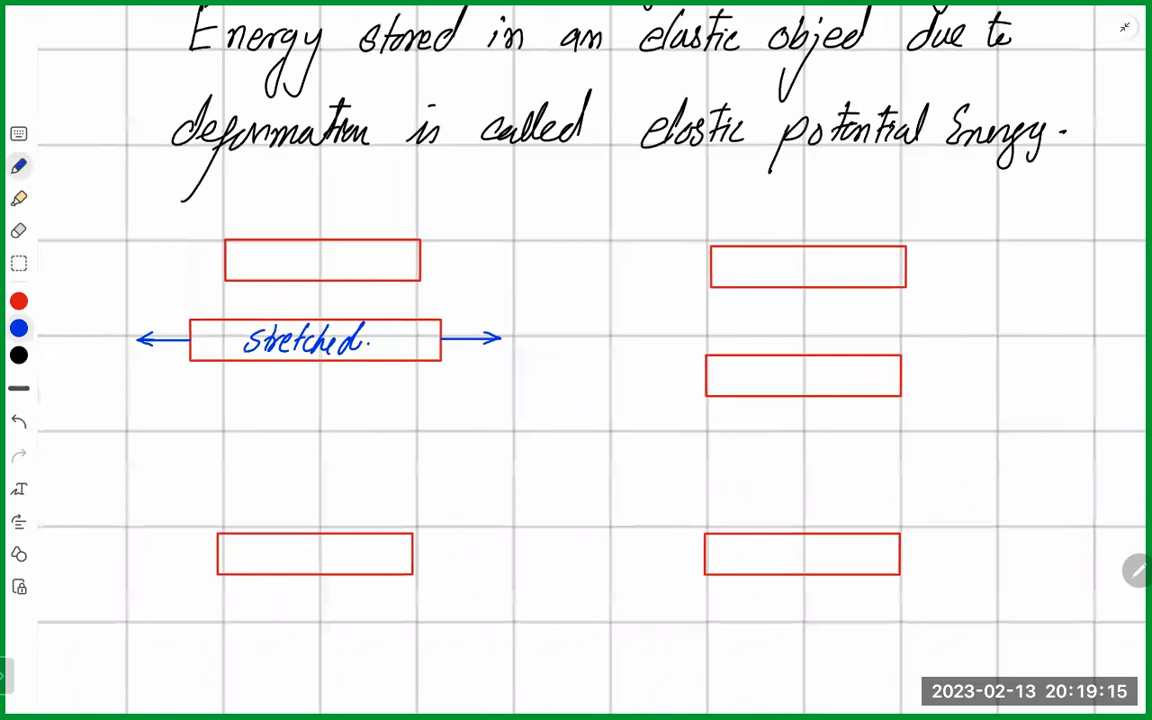 Energy stored in an elastic object due to
deformation is called elastic potential Energy.
stretched.
2023-02-13 20:19:15